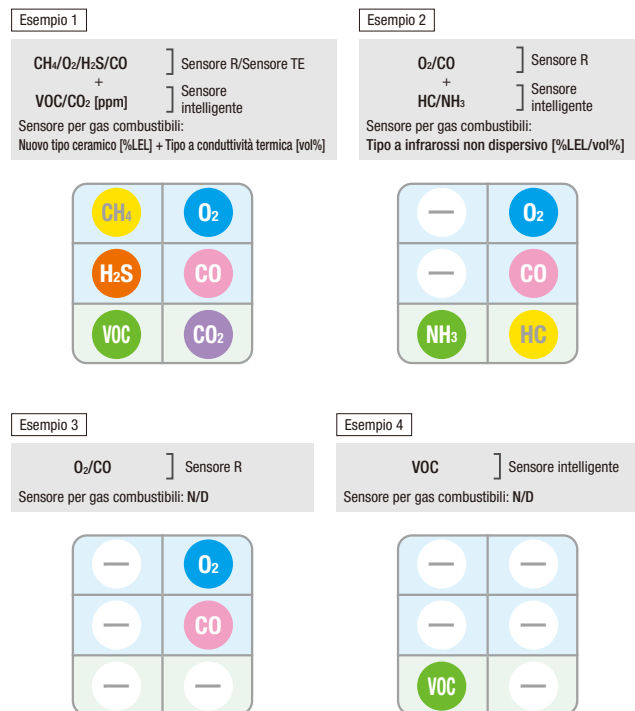 Esempio 1
CH₄/O₂/H₂S/CO
Sensore R/Sensore TE
+
VOC/CO₂ [ppm]
Sensore
intelligente
Sensore per gas combustibili:
Nuovo tipo ceramico [%LEL] + Tipo a conduttività termica [vol%]
CH₄ O₂
H₂S CO
VOC CO₂
Esempio 2
O₂/CO
Sensore R
+
HC/NH₃
Sensore
intelligente
Sensore per gas combustibili:
Tipo a infrarossi non dispersivo [%LEL/vol%]
— O₂
— CO
NH₃ HC
Esempio 3
O₂/CO
Sensore R
Sensore per gas combustibili: N/D
— O₂
— CO
— —
Esempio 4
VOC
Sensore intelligente
Sensore per gas combustibili: N/D
— —
— —
VOC —